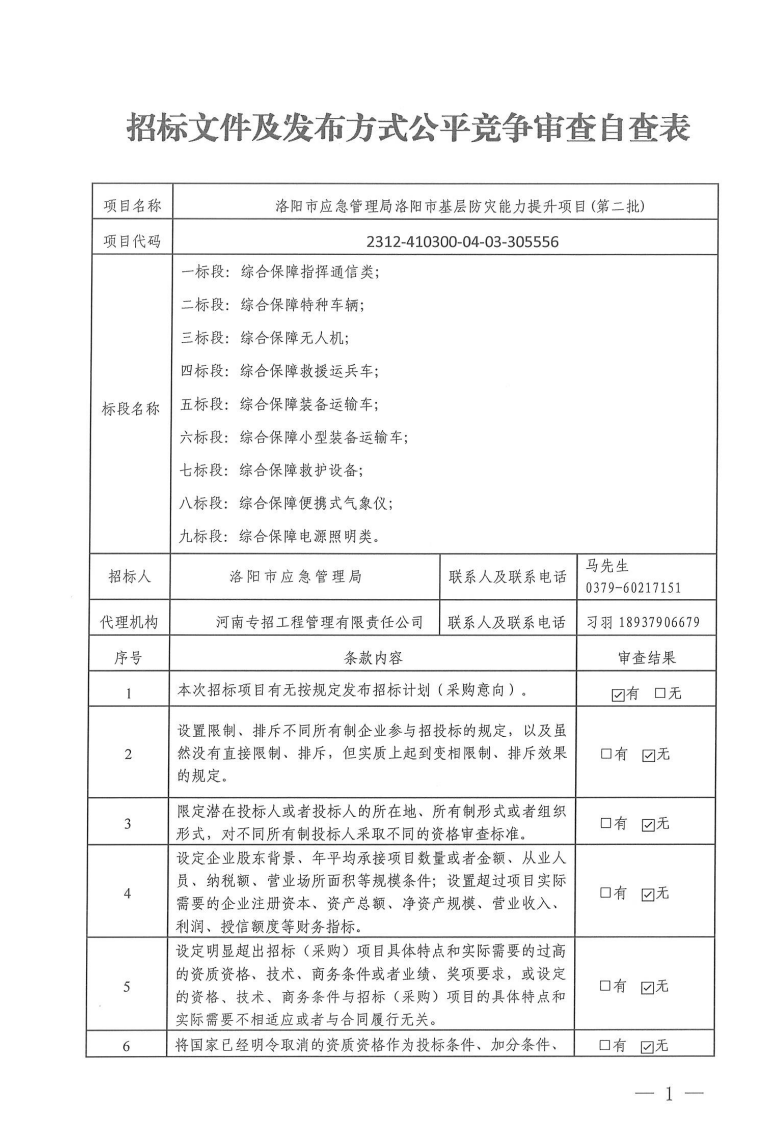 招标文件及发布方式公平竞争审查自查表
项目名称 洛阳市应急管理局洛阳市基层防灾能力提升项目(第二批)
项目代码 2312-410300-04-03-305556
标段名称
一标段：综合保障指挥通信类;
二标段：综合保障特种车辆;
三标段：综合保障无人机;
四标段：综合保障救援运兵车;
五标段：综合保障装备运输车;
六标段：综合保障小型装备运输车;
七标段：综合保障救护设备;
八标段：综合保障便携式气象仪;
九标段：综合保障电源照明类。
招标人 洛阳市应急管理局 联系人及联系电话 马先生
0379-60217151
代理机构 河南专招工程管理有限责任公司 联系人及联系电话 刁羽 18937906679
序号 条款内容 审查结果
1 本次招标项目有无按规定发布招标计划（采购意向）。 ☑有 □无
2 设置限制、排斥不同所有制企业参与招投标的规定，以及虽
然没有直接限制、排斥，但实质上起到变相限制、排斥效果
的规定。
□有 ☑无
3 限定潜在投标人或者投标人的所在地、所有制形式或者组织
形式，对不同所有制投标人采取不同的资格审查标准。
□有 ☑无
4 设定企业股东背景、年平均承接项目数量或者金额、从业人
员、纳税额、营业场所面积等规模条件；设置超过项目实际
需要的企业注册资本、资产总额、净资产规模、营业收入、
利润、授信额度等财务指标。
□有 ☑无
5 设定明显超出招标（采购）项目具体特点和实际需要的过高
的资质资格、技术、商务条件或者业绩、奖项要求，或设定
的资格、技术、商务条件与招标（采购）项目的具体特点和
实际需要不相适应或者与合同履行无关。
□有 ☑无
6 将国家已经明令取消的资质资格作为投标条件、加分条件、 □有 ☑无
— 1 —